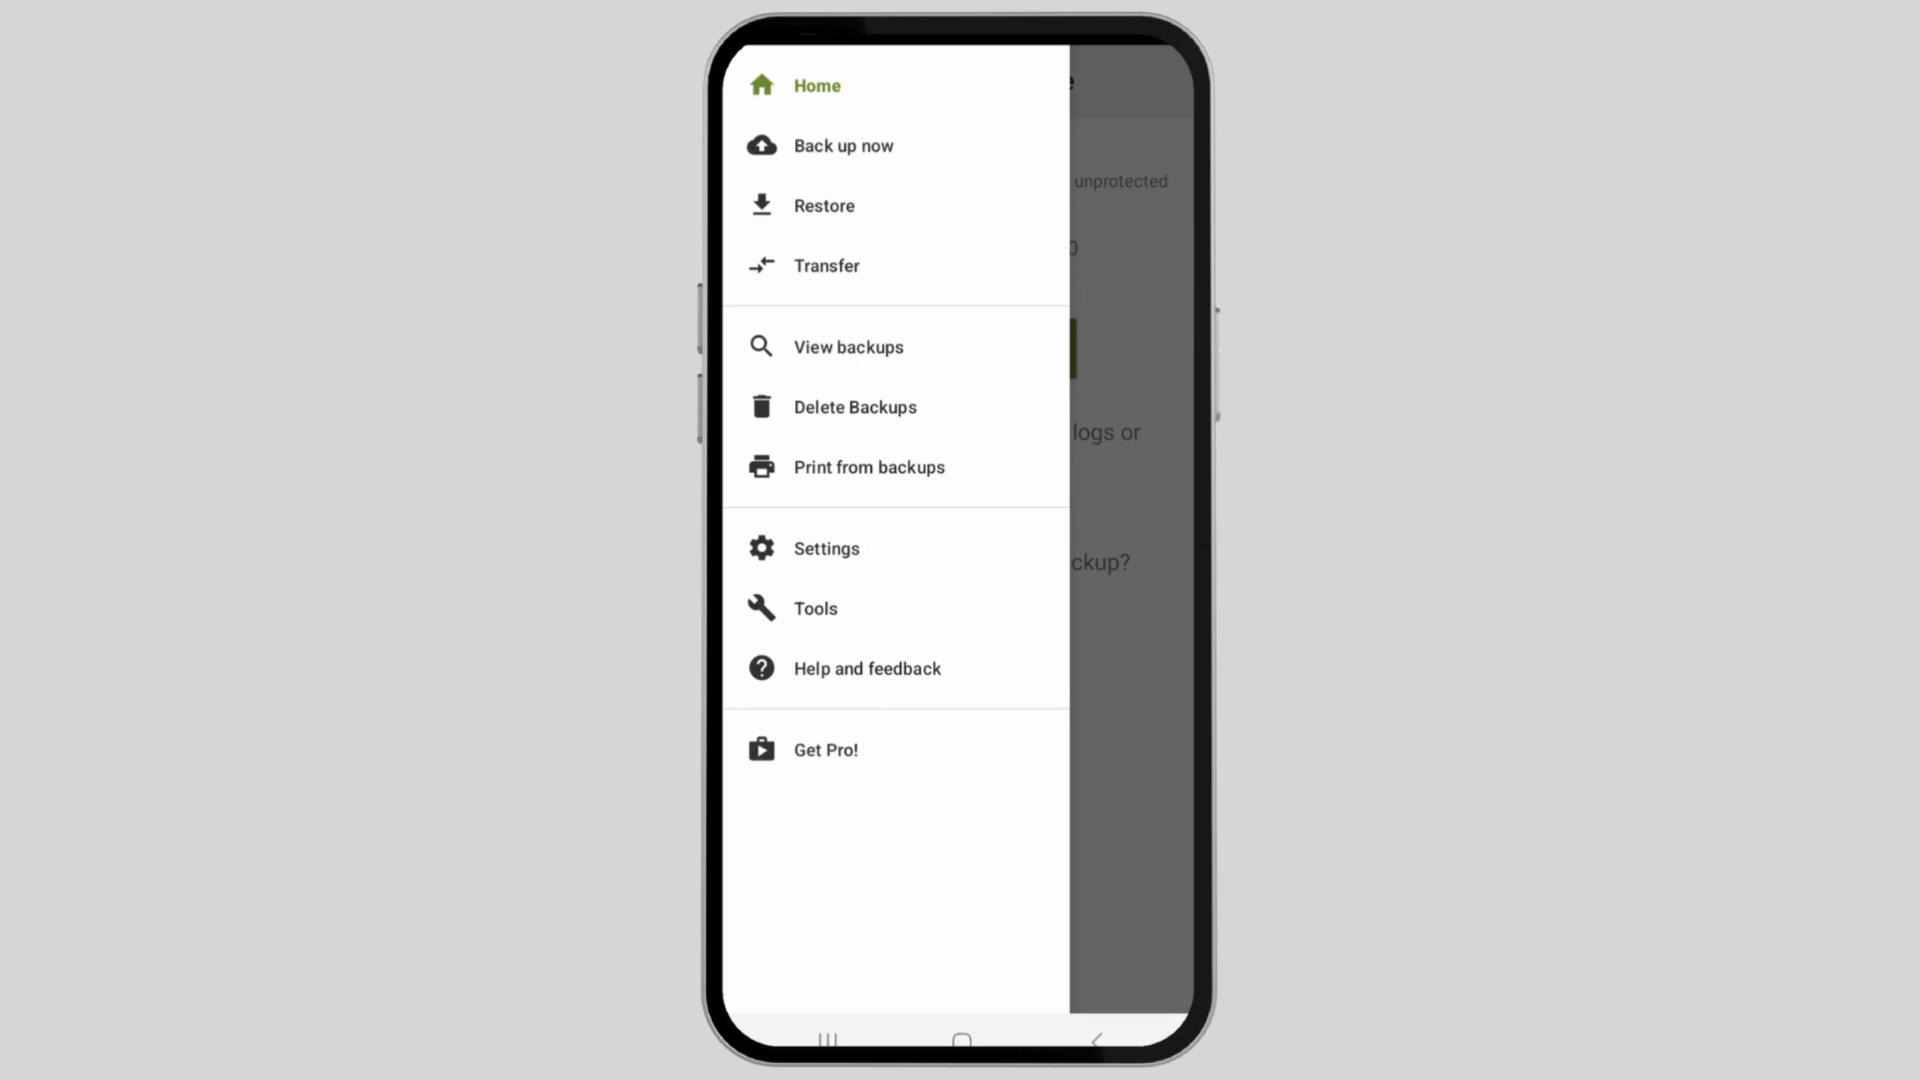 Home
Back up now
Restore
Transfer
View backups
Delete Backups
Print from backups
Settings
Tools
Help and feedback
Get Pro!
unprotected
logs or
ckup?